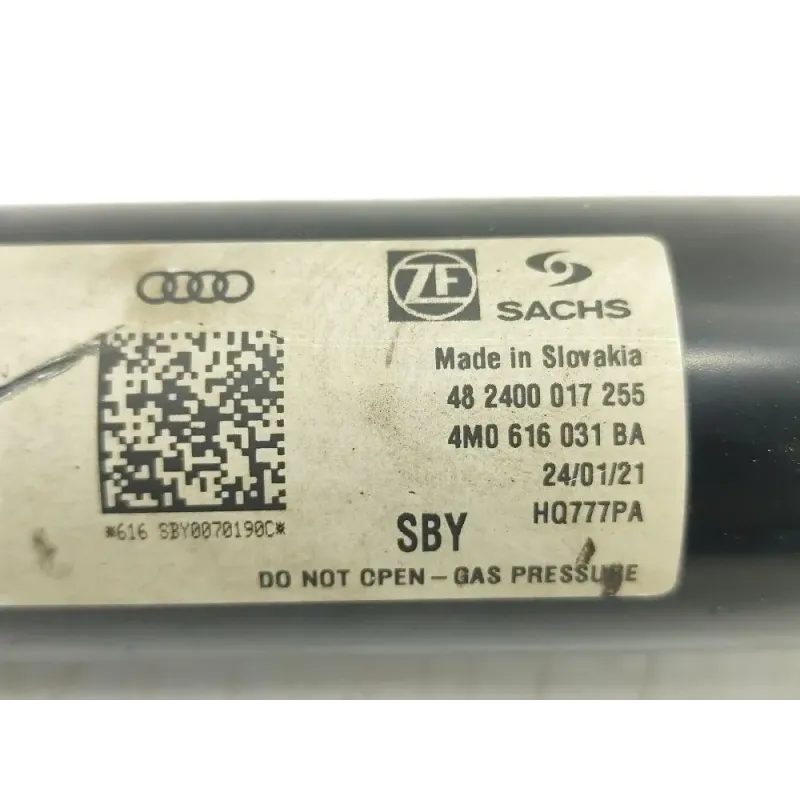 ZF
SACHS
Made in Slovakia
48 2400 017 255
4M0 616 031 BA
24/01/21
HQ777PA
*616 SBY0070190C*
SBY
DO NOT OPEN – GAS PRESSURE